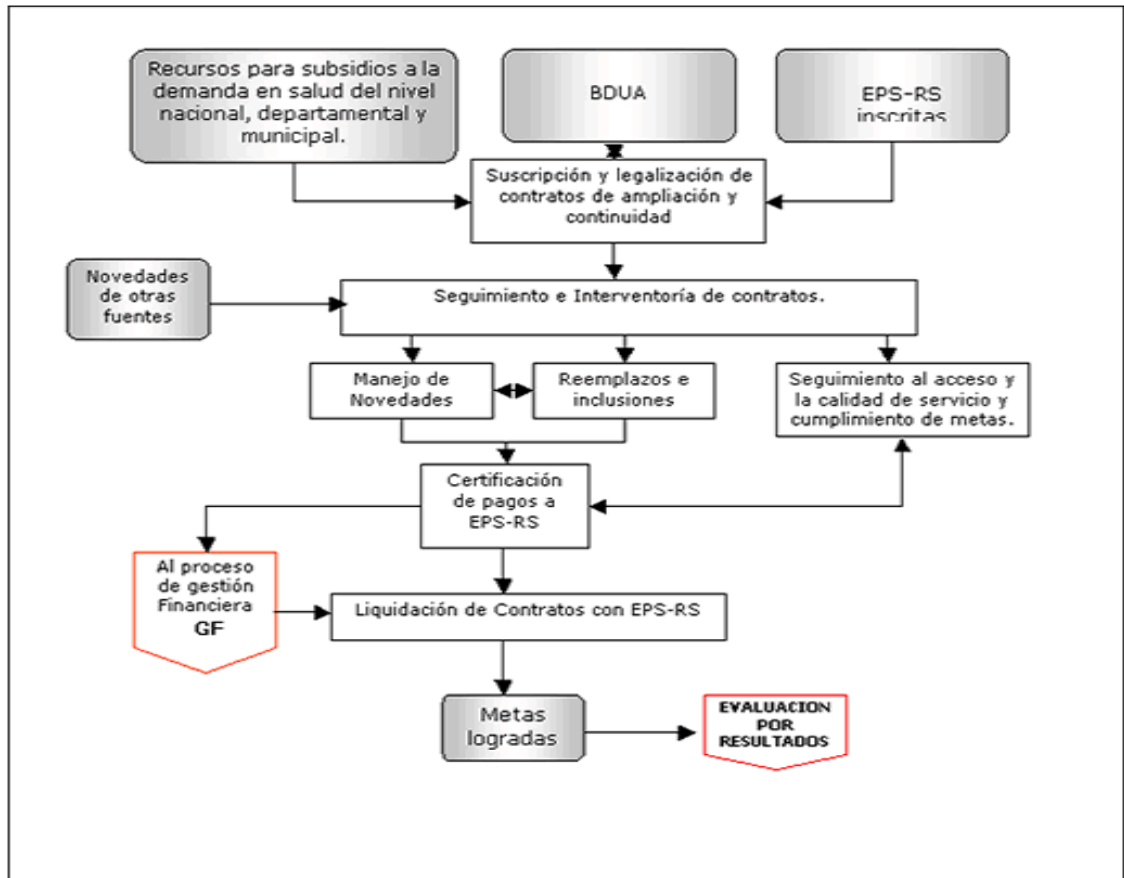 Recursos para subsidios a la
demanda en salud del nivel
nacional, departamental y
municipal.
BDUA
EPS-RS
inscritas
Suscripción y legalización de
contratos de ampliación y
continuidad
Novedades
de otras
fuentes
Seguimiento e Interventoría de contratos.
Manejo de
Novedades
Reemplazos e
inclusiones
Seguimiento al acceso y
la calidad de servicio y
cumplimiento de metas.
Certificación
de pagos a
EPS-RS
Al proceso
de gestión
Financiera
GF
Liquidación de Contratos con EPS-RS
Metas
logradas
EVALUACION
POR
RESULTADOS